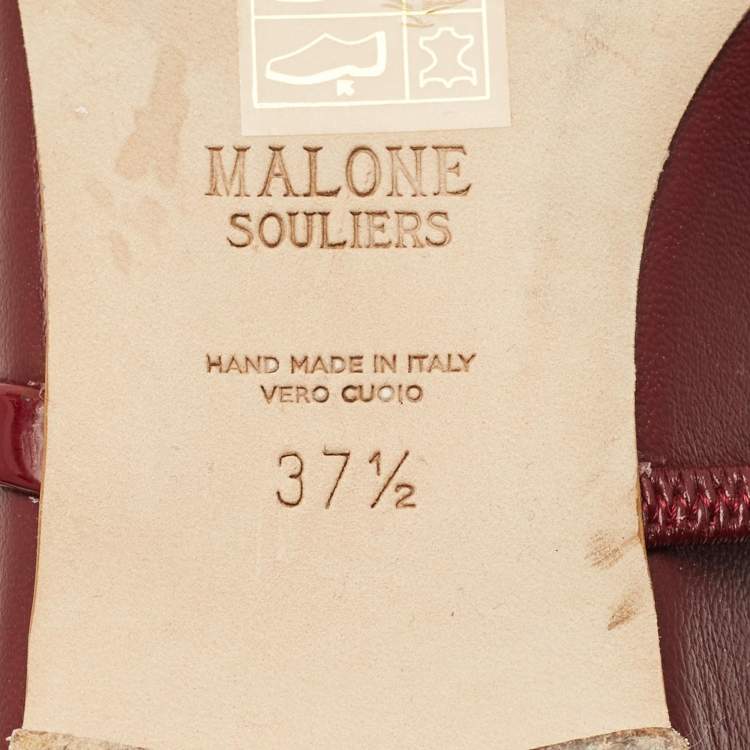 MALONE
SOULIERS
HAND MADE IN ITALY
VERO CUOIO
37½